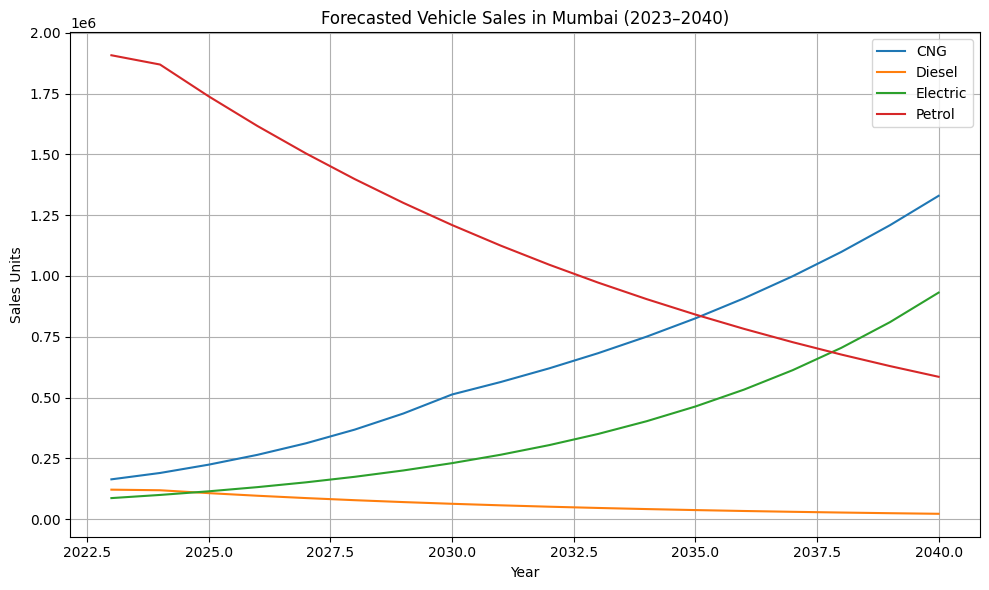 Forecasted Vehicle Sales in Mumbai (2023–2040)
1e6
2.00
1.75
1.50
1.25
1.00
0.75
0.50
0.25
0.00
Sales Units
CNG
Diesel
Electric
Petrol
2022.5 2025.0 2027.5 2030.0 2032.5 2035.0 2037.5 2040.0
Year